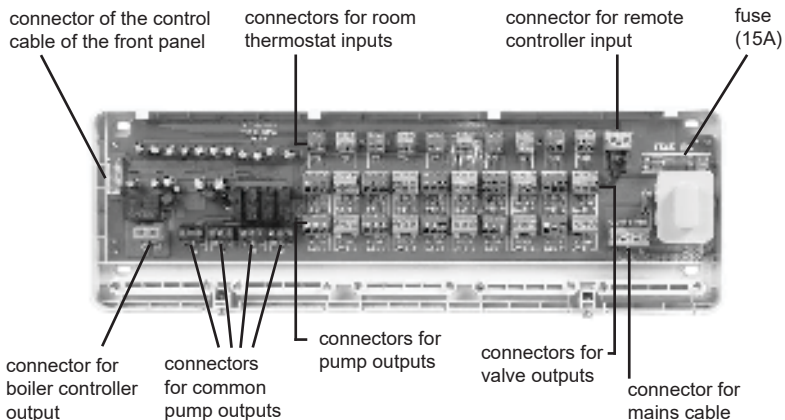 connector of the control
cable of the front panel
connectors for room
thermostat inputs
connector for remote
controller input
fuse
(15A)
connector for
boiler controller
output
connectors
for common
pump outputs
connectors for
pump outputs
connectors for
valve outputs
connector for
mains cable